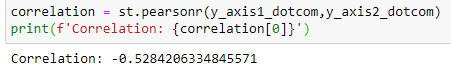 correlation = st.pearsonr(y_axis1_dotcom,y_axis2_dotcom)
print(f'Correlation: {correlation[0]}')
Correlation: -0.5284206334845571